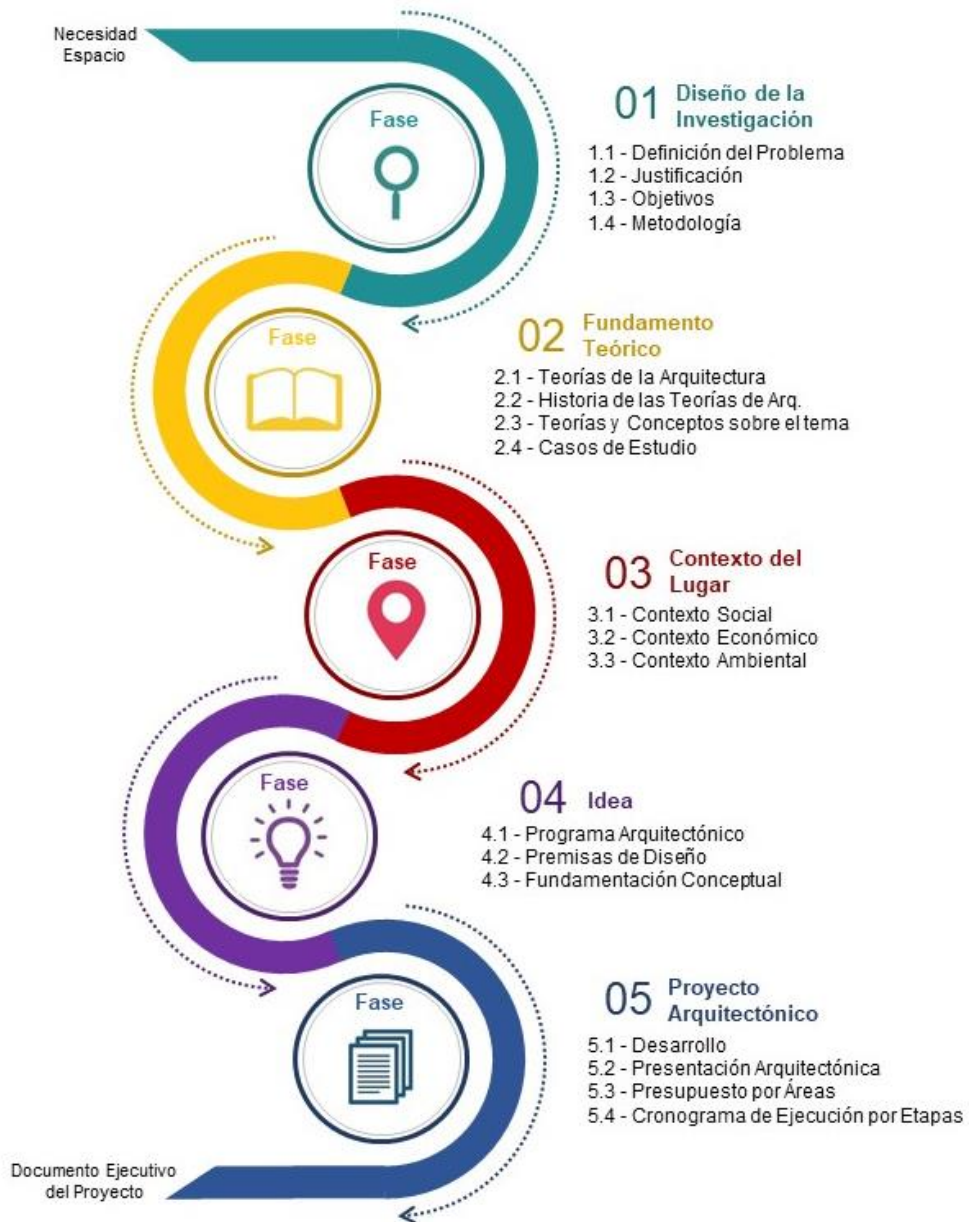 Necesidad
Espacio
Fase
01 Diseño de la
Investigación
1.1 - Definición del Problema
1.2 - Justificación
1.3 - Objetivos
1.4 - Metodología
Fase
02 Fundamento
Teórico
2.1 - Teorías de la Arquitectura
2.2 - Historia de las Teorías de Arq.
2.3 - Teorías y Conceptos sobre el tema
2.4 - Casos de Estudio
Fase
03 Contexto del
Lugar
3.1 - Contexto Social
3.2 - Contexto Económico
3.3 - Contexto Ambiental
Fase
04 Idea
4.1 - Programa Arquitectónico
4.2 - Premisas de Diseño
4.3 - Fundamentación Conceptual
Fase
05 Proyecto
Arquitectónico
5.1 - Desarrollo
5.2 - Presentación Arquitectónica
5.3 - Presupuesto por Áreas
5.4 - Cronograma de Ejecución por Etapas
Documento Ejecutivo
del Proyecto